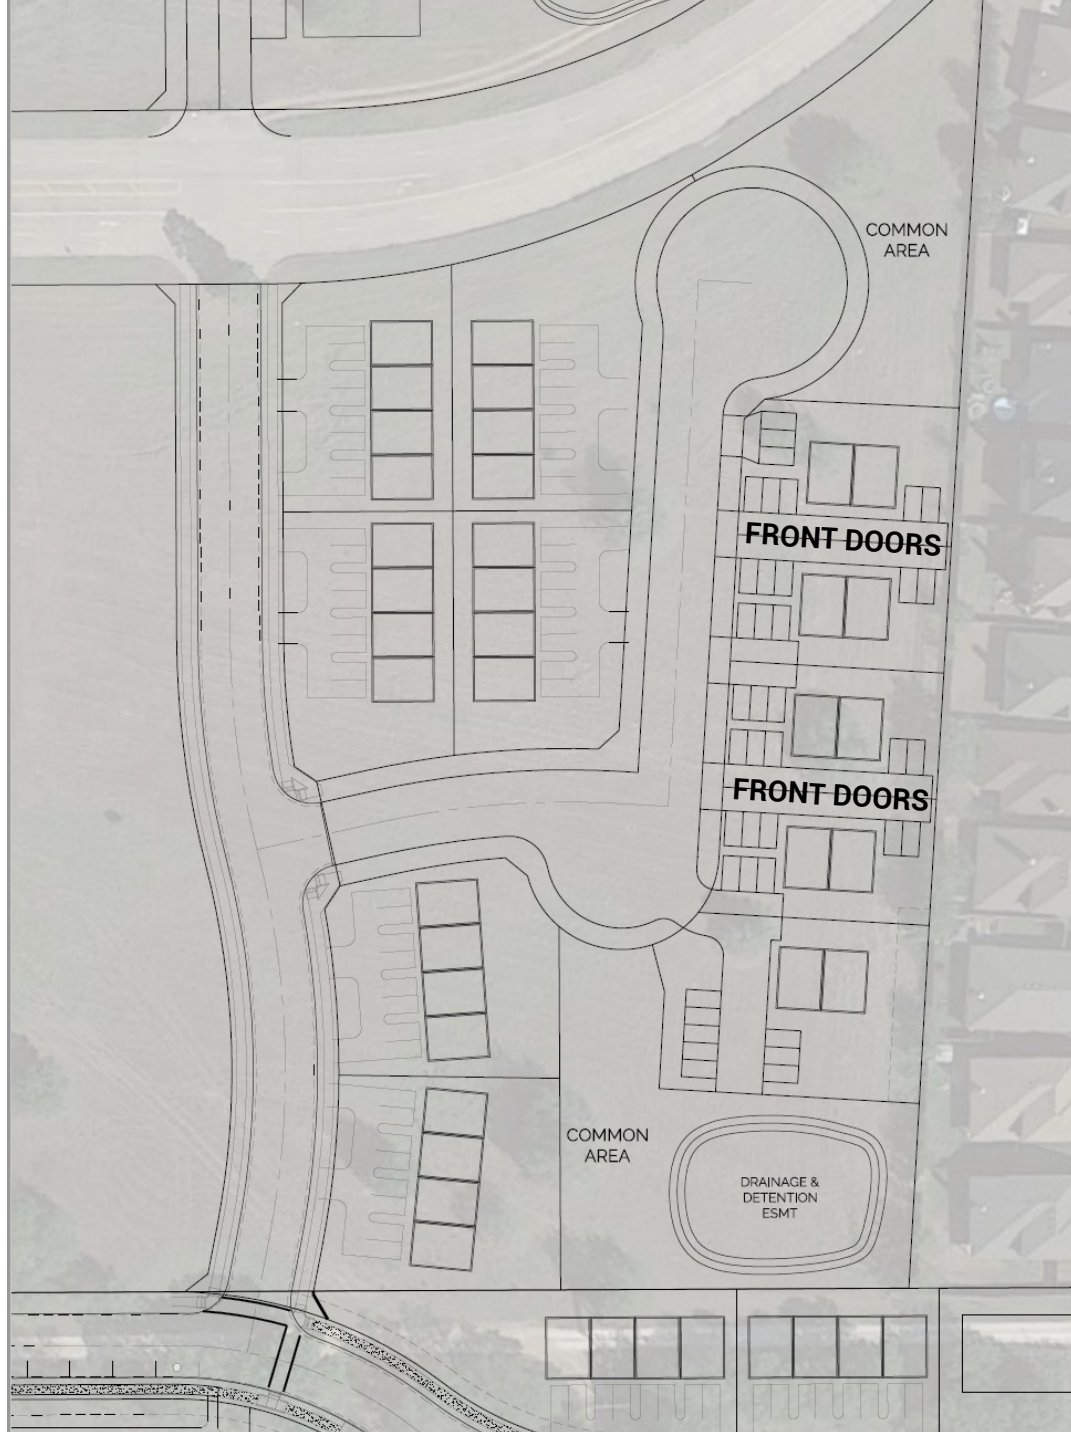 COMMON
AREA
FRONT DOORS
FRONT DOORS
COMMON
AREA
DRAINAGE &
DETENTION
ESMT